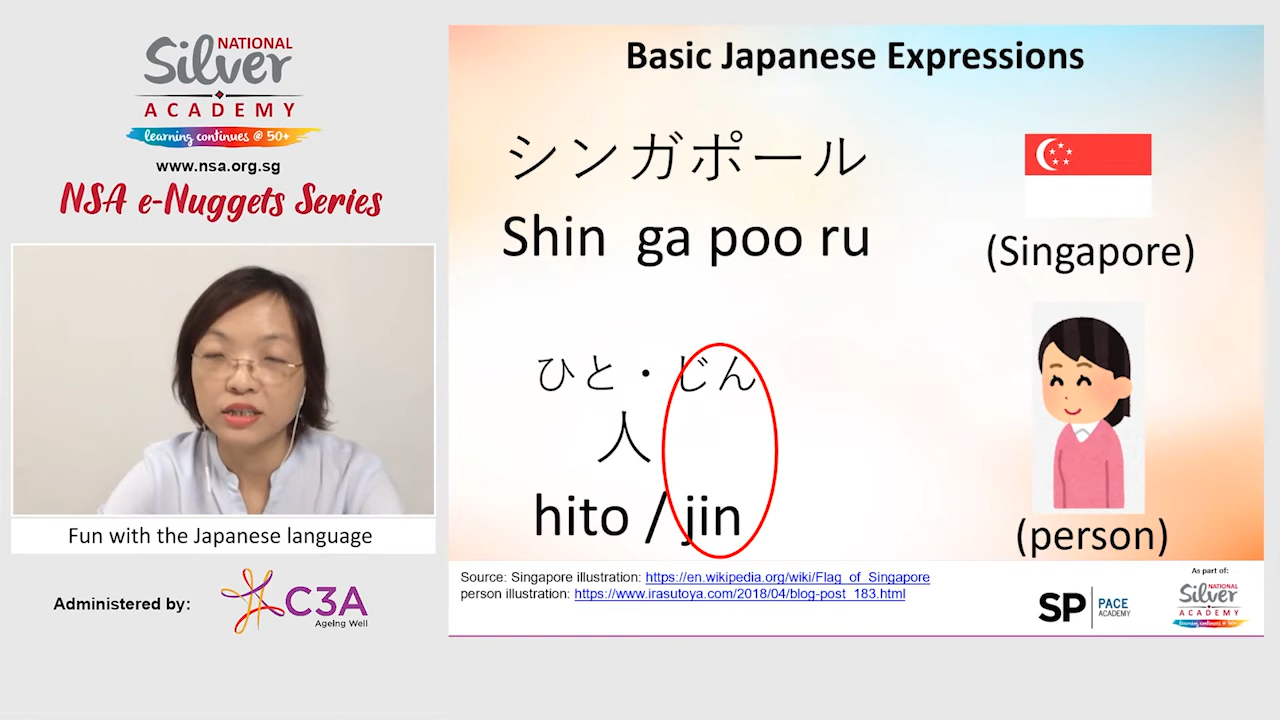 NATIONAL
Silver
ACADEMY
learning continues @ 50+
www.nsa.org.sg
NSA e-Nuggets Series
Fun with the Japanese language
Administered by:
C3A
Ageing Well
Basic Japanese Expressions
シンガポール
Shin ga poo ru
(Singapore)
ひと・じん
人
hito / jin
(person)
Source: Singapore illustration: https://en.wikipedia.org/wiki/Flag_of_Singapore
person illustration: https://www.irasutoya.com/2018/04/blog-post_183.html
SP
PACE
ACADEMY
As part of:
NATIONAL
Silver
ACADEMY
learning continues @ 50+